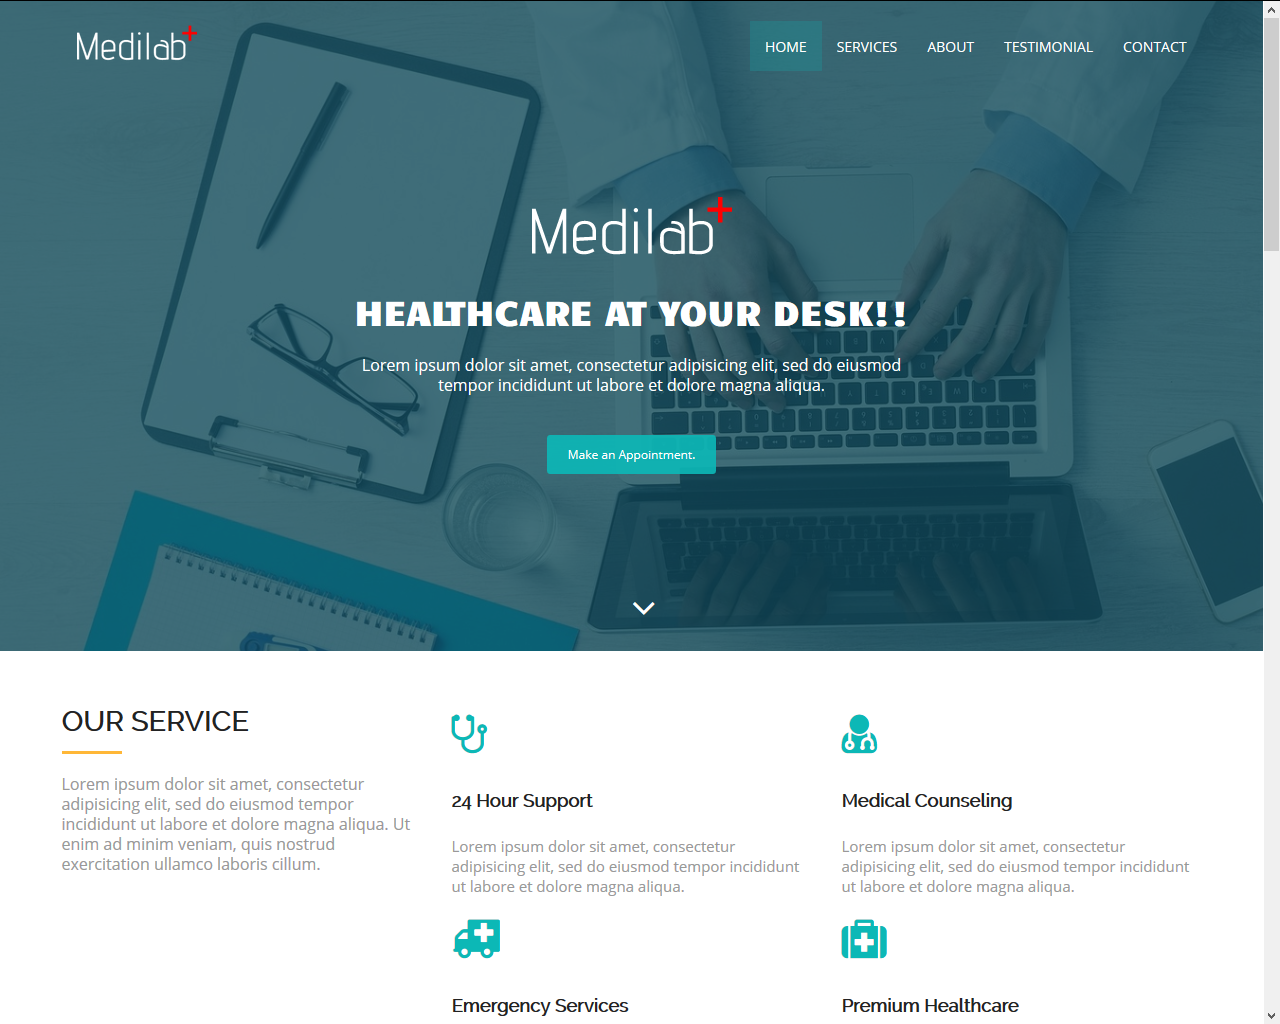 Medilab
HOME SERVICES ABOUT TESTIMONIAL CONTACT
Medilab
HEALTHCARE AT YOUR DESK!!
Lorem ipsum dolor sit amet, consectetur adipisicing elit, sed do eiusmod
tempor incididunt ut labore et dolore magna aliqua.
Make an Appointment.
OUR SERVICE
Lorem ipsum dolor sit amet, consectetur
adipisicing elit, sed do eiusmod tempor
incididunt ut labore et dolore magna aliqua. Ut
enim ad minim veniam, quis nostrud
exercitation ullamco laboris cillum.
24 Hour Support
Lorem ipsum dolor sit amet, consectetur
adipisicing elit, sed do eiusmod tempor incididunt
ut labore et dolore magna aliqua.
Medical Counseling
Lorem ipsum dolor sit amet, consectetur
adipisicing elit, sed do eiusmod tempor incididunt
ut labore et dolore magna aliqua.
Emergency Services
Premium Healthcare